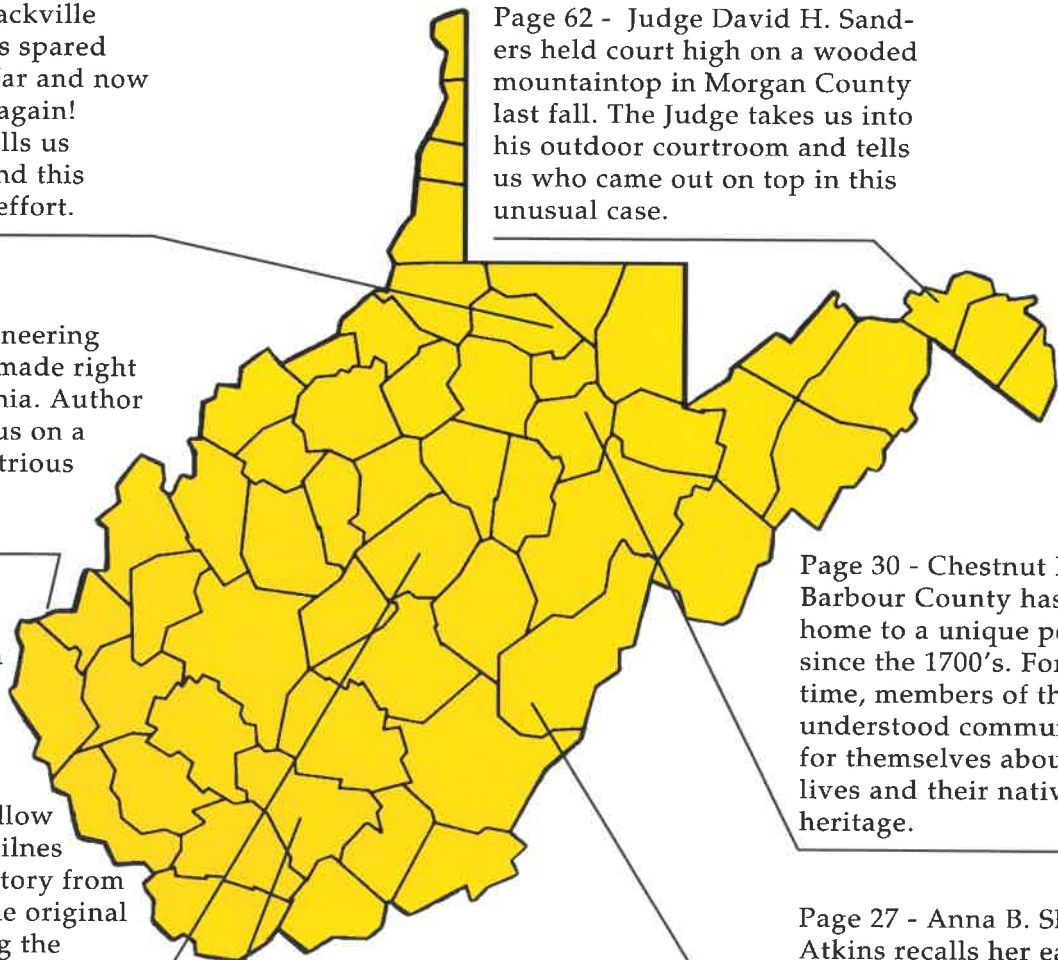 ackville
s spared
ar and now
again!
lls us
nd this
effort.
Page 62 - Judge David H. Sand-
ers held court high on a wooded
mountaintop in Morgan County
last fall. The Judge takes us into
his outdoor courtroom and tells
us who came out on top in this
unusual case.
neering
made right
nia. Author
us on a
trious
Page 30 - Chestnut
Barbour County has
home to a unique pe
since the 1700's. For
time, members of th
understood commu
for themselves abou
lives and their nativ
heritage.
llow
ilnes
tory from
e original
g the
Page 27 - Anna B. Sh
Atkins recalls her ea